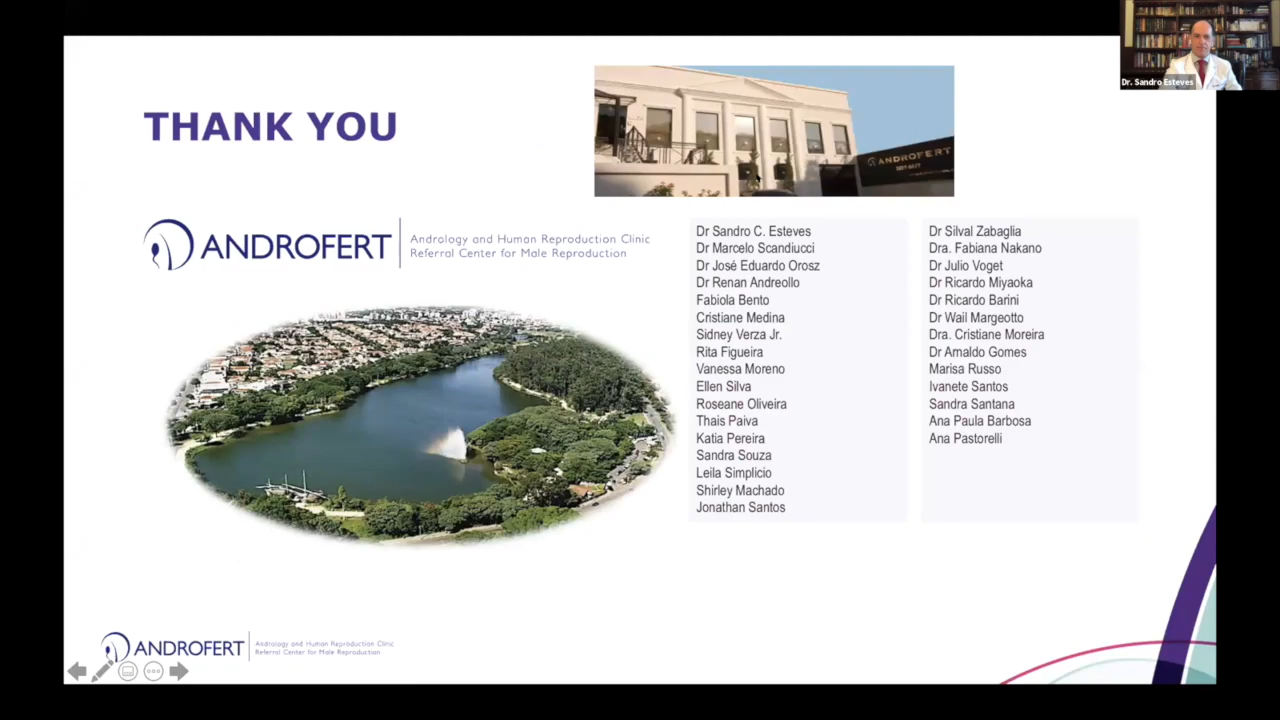 Dr. Sandro Esteves
THANK YOU
ANDROFERT
ANDROFERT
Andrology and Human Reproduction Clinic
Referral Center for Male Reproduction
Dr Sandro C. Esteves
Dr Marcelo Scandiucci
Dr José Eduardo Orosz
Dr Renan Andreollo
Fabiola Bento
Cristiane Medina
Sidney Verza Jr.
Rita Figueira
Vanessa Moreno
Ellen Silva
Roseane Oliveira
Thais Paiva
Katia Pereira
Sandra Souza
Leila Simplicio
Shirley Machado
Jonathan Santos
Dr Silval Zabaglia
Dra. Fabiana Nakano
Dr Julio Voget
Dr Ricardo Miyaoka
Dr Ricardo Barini
Dr Wail Margeotto
Dra. Cristiane Moreira
Dr Arnaldo Gomes
Marisa Russo
Ivanete Santos
Sandra Santana
Ana Paula Barbosa
Ana Pastorelli
ANDROFERT
Andrology and Human Reproduction Clinic
Referral Center for Male Reproduction